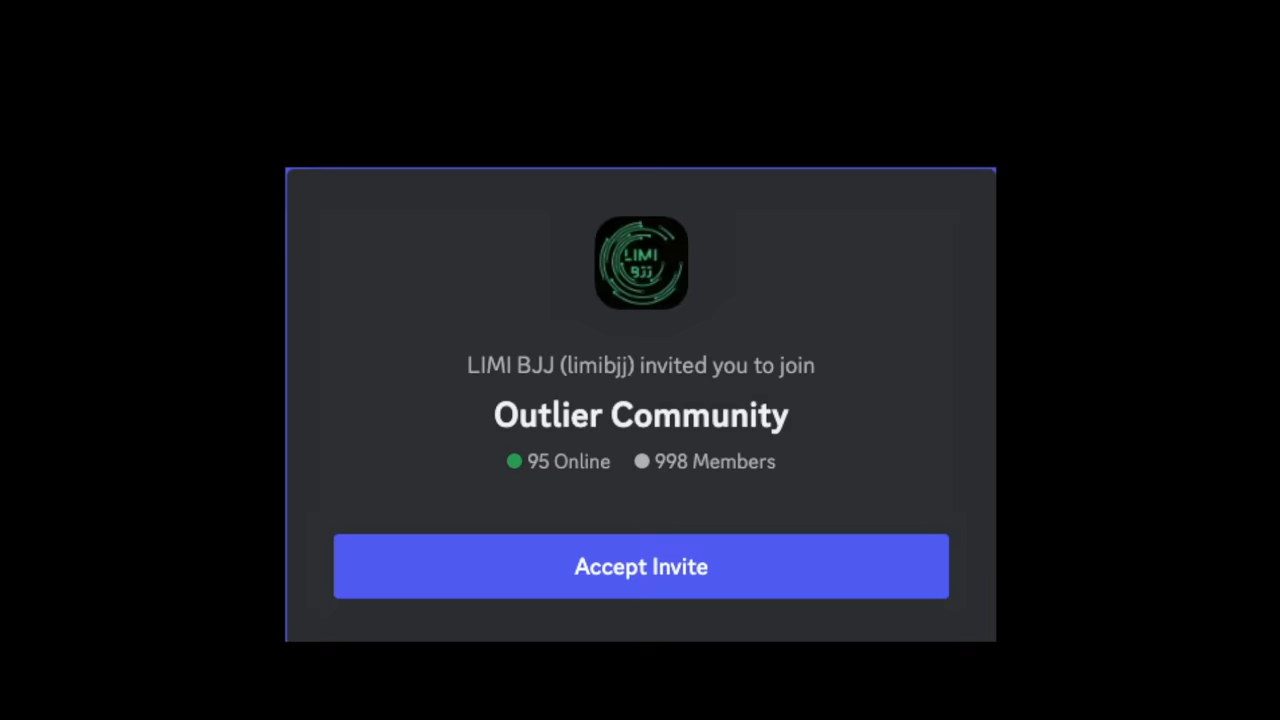 LIMI
BJJ
LIMI BJJ (limibjj) invited you to join
Outlier Community
95 Online 998 Members
Accept Invite